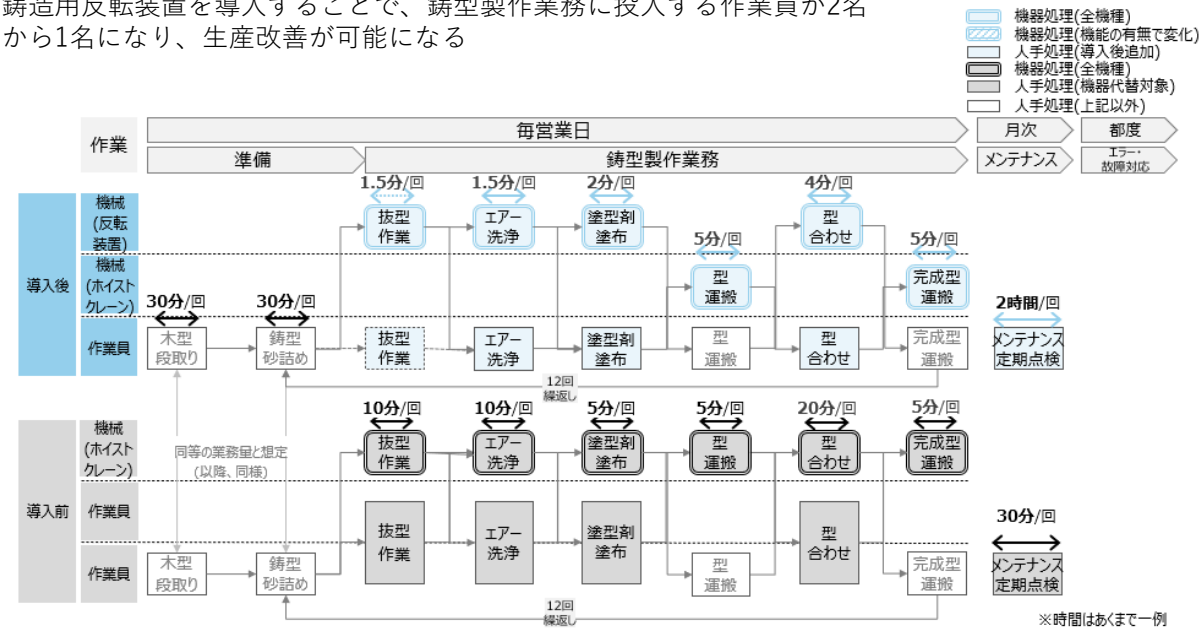 鋳造用反転装置を導入することで、鋳型製作業務に投入する作業員が2名
から1名になり、生産改善が可能になる
機器処理(全機種)
機器処理(機能の有無で変化)
人手処理(導入後追加)
機器処理(全機種)
人手処理(機器代替対象)
人手処理(上記以外)
作業
毎営業日
月次
都度
準備
鋳型製作業務
メンテナンス
エラー・
故障対応
導入後
機械
(反転
装置)
1.5分/回
1.5分/回
2分/回
4分/回
抜型
作業
エアー
洗浄
塗型剤
塗布
型
合わせ
機械
(ホイスト
クレーン)
5分/回
5分/回
型
運搬
完成型
運搬
作業員
30分/回
30分/回
2時間/回
木型
段取り
鋳型
砂詰め
抜型
作業
エアー
洗浄
塗型剤
塗布
型
運搬
型
合わせ
完成型
運搬
メンテナンス
定期点検
12回
繰返し
同等の業務量と想定
(以降、同様)
導入前
機械
(ホイスト
クレーン)
10分/回
10分/回
5分/回
5分/回
20分/回
5分/回
抜型
作業
エアー
洗浄
塗型剤
塗布
型
運搬
型
合わせ
完成型
運搬
作業員
抜型
作業
エアー
洗浄
塗型剤
塗布
型
合わせ
作業員
30分/回
木型
段取り
鋳型
砂詰め
型
運搬
完成型
運搬
メンテナンス
定期点検
12回
繰返し
※時間はあくまで一例